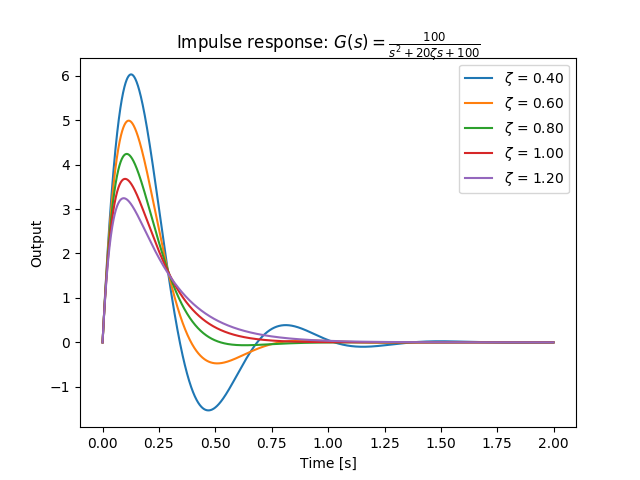 Impulse response: G(s) = 100 / (s² + 20ζs + 100)
6
5
4
3
2
1
0
−1
Output
ζ = 0.40
ζ = 0.60
ζ = 0.80
ζ = 1.00
ζ = 1.20
0.00 0.25 0.50 0.75 1.00 1.25 1.50 1.75 2.00
Time [s]